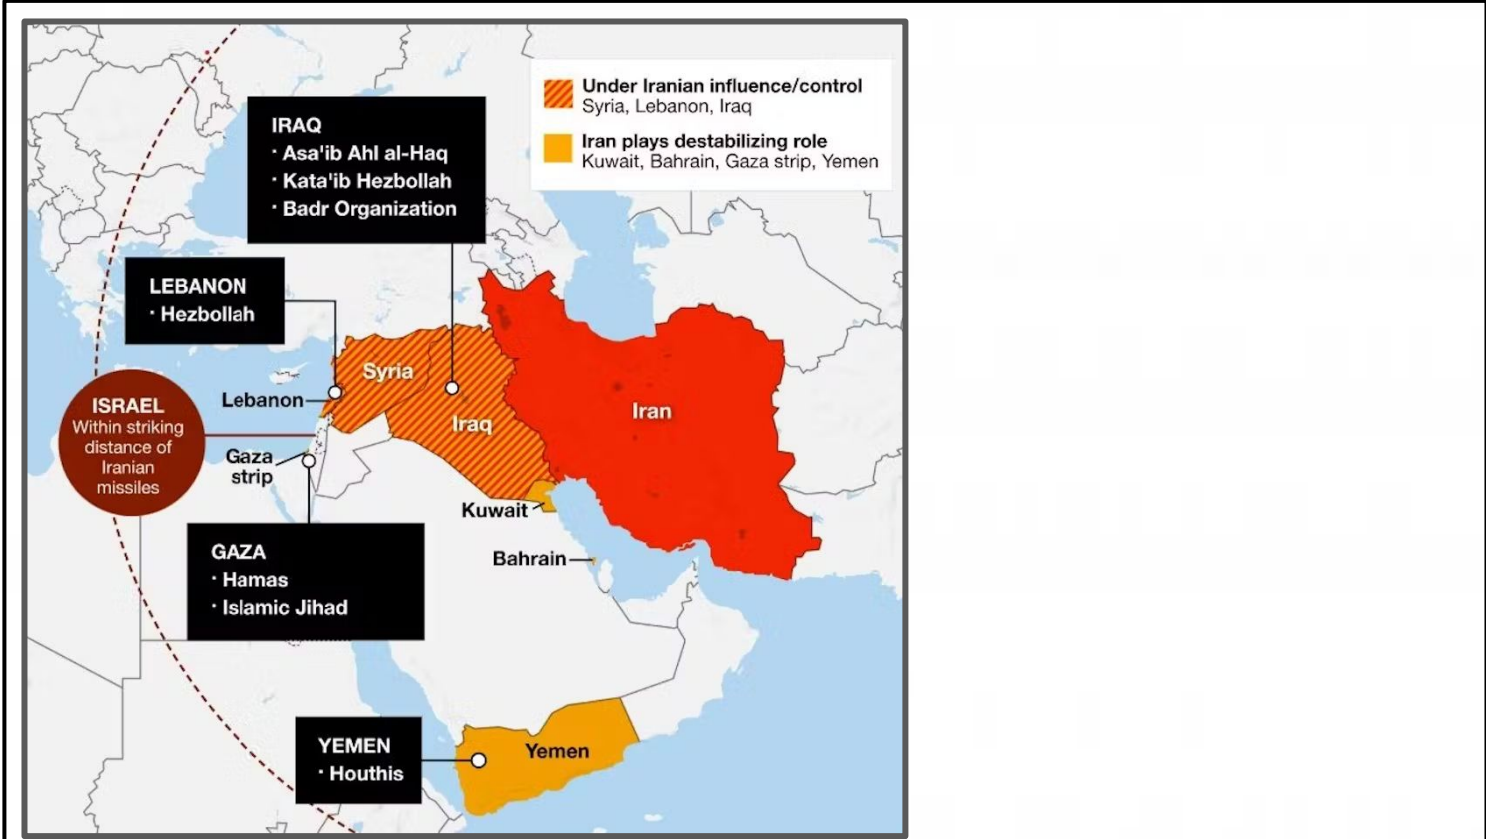 Under Iranian influence/control
Syria, Lebanon, Iraq
Iran plays destabilizing role
Kuwait, Bahrain, Gaza strip, Yemen
IRAQ
· Asa'ib Ahl al-Haq
· Kata'ib Hezbollah
· Badr Organization
LEBANON
· Hezbollah
Syria
Lebanon
Iraq
Iran
ISRAEL
Within striking
distance of
Iranian
missiles
Gaza
strip
Kuwait
Bahrain
GAZA
· Hamas
· Islamic Jihad
YEMEN
· Houthis
Yemen